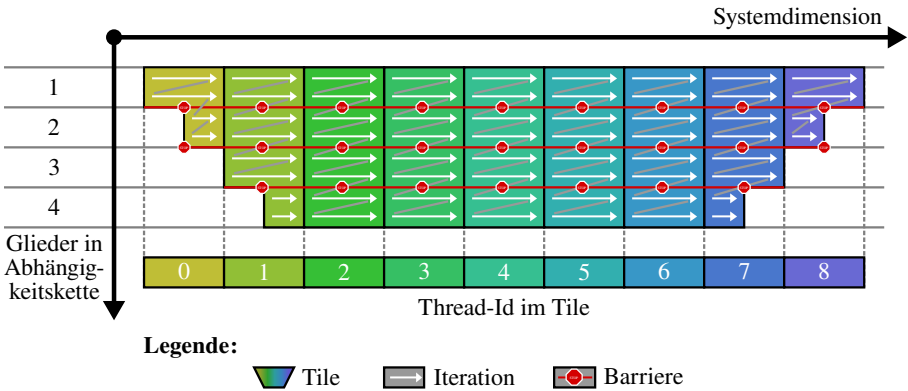 Systemdimension
1
2
3
4
Glieder in
Abhängig-
keitskette
0 1 2 3 4 5 6 7 8
Thread-Id im Tile
Legende:
Tile Iteration Barriere